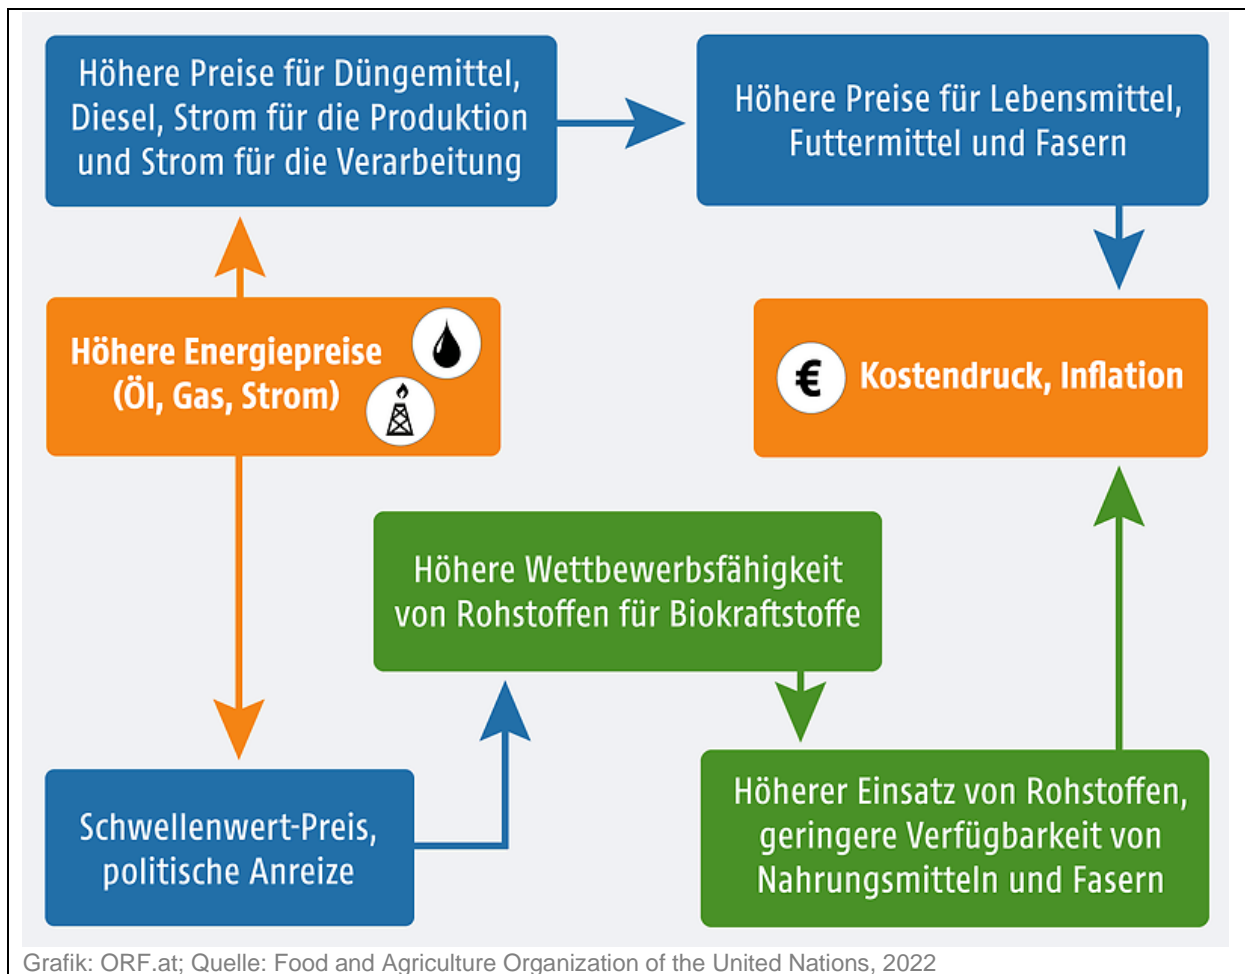 Höhere Preise für Düngemittel,
Diesel, Strom für die Produktion
und Strom für die Verarbeitung
Höhere Preise für Lebensmittel,
Futtermittel und Fasern
Höhere Energiepreise
(Öl, Gas, Strom)
€ Kostendruck, Inflation
Höhere Wettbewerbsfähigkeit
von Rohstoffen für Biokraftstoffe
Schwellenwert-Preis,
politische Anreize
Höherer Einsatz von Rohstoffen,
geringere Verfügbarkeit von
Nahrungsmitteln und Fasern
Grafik: ORF.at; Quelle: Food and Agriculture Organization of the United Nations, 2022